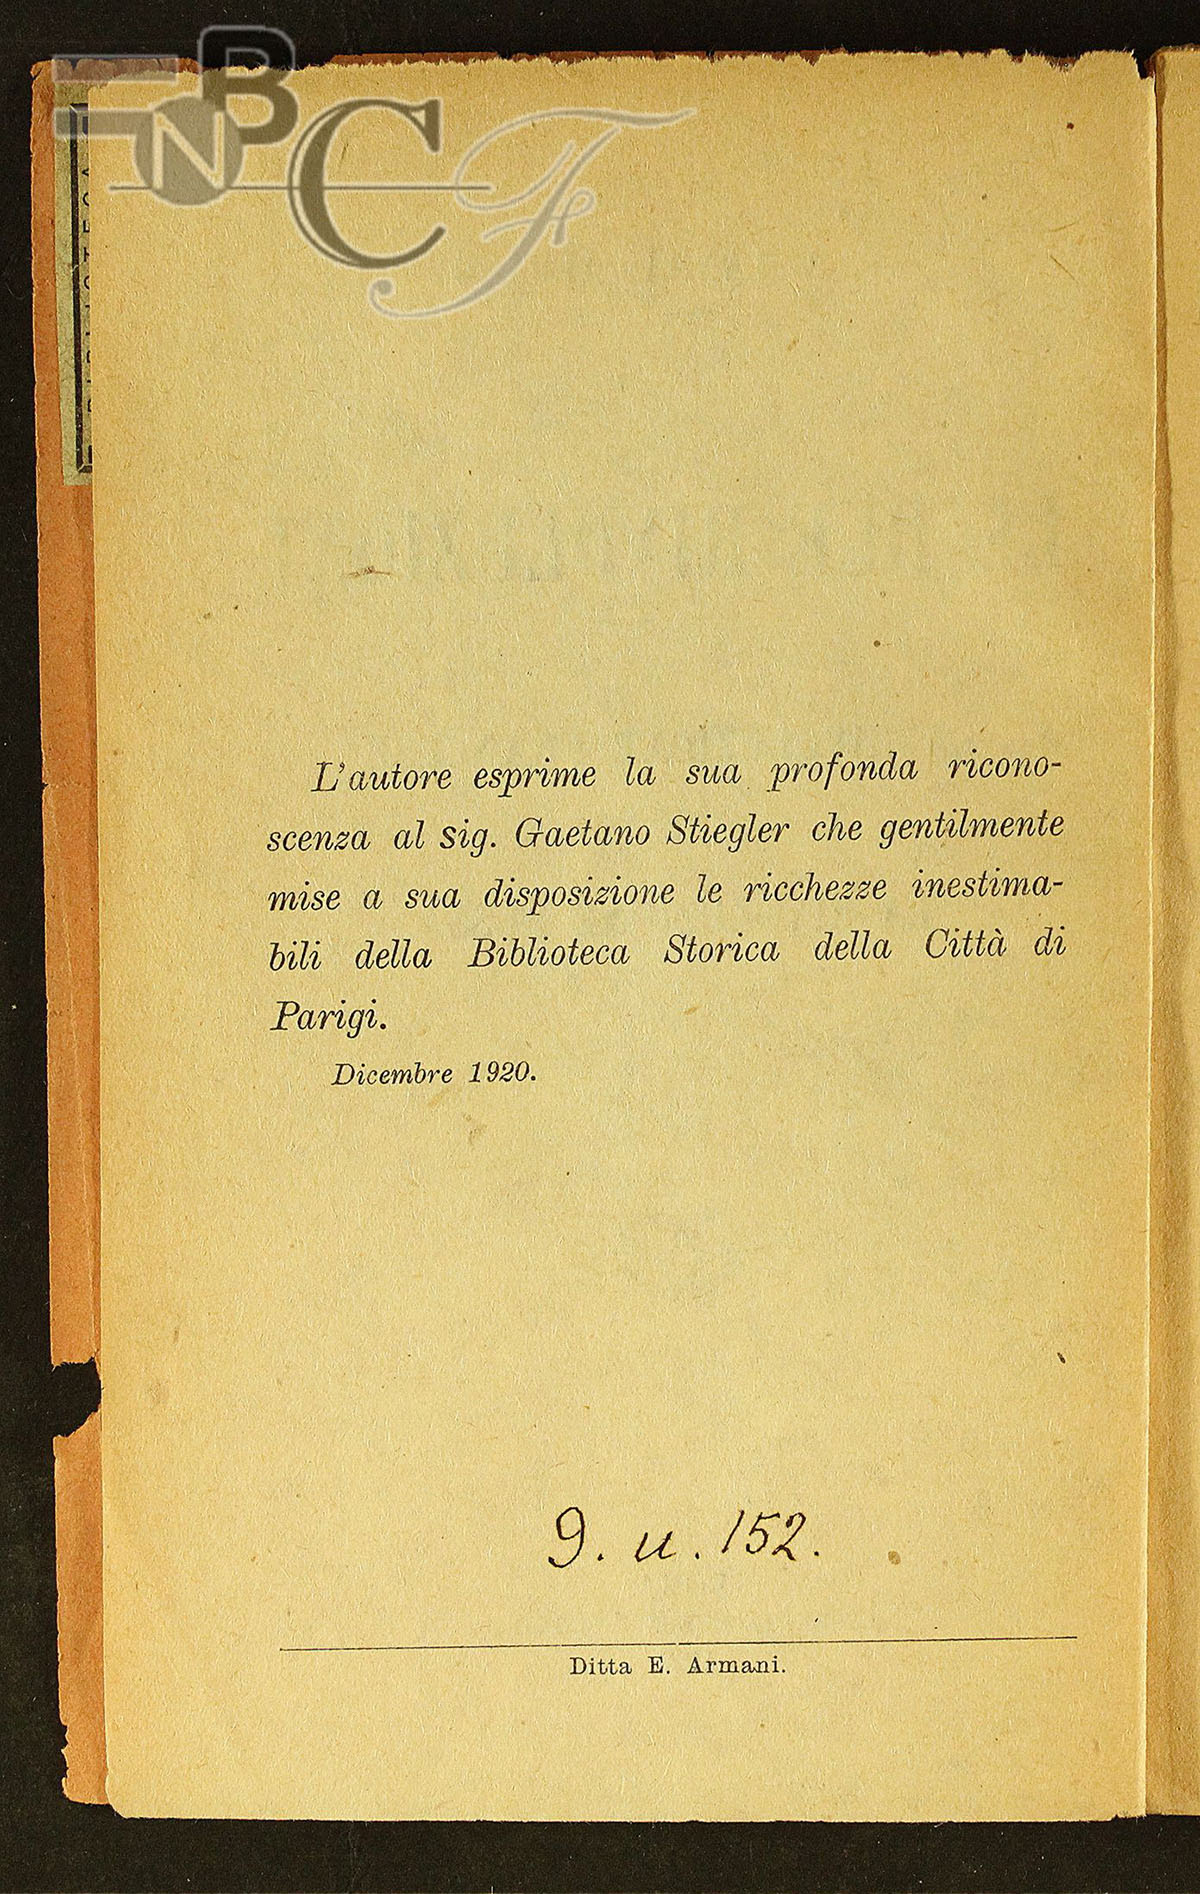 BNCF
L'autore esprime la sua profonda ricono-
scenza al sig. Gaetano Stiegler che gentilmente
mise a sua disposizione le ricchezze inestima-
bili della Biblioteca Storica della Città di
Parigi.
Dicembre 1920.
9. u. 152.
Ditta E. Armani.